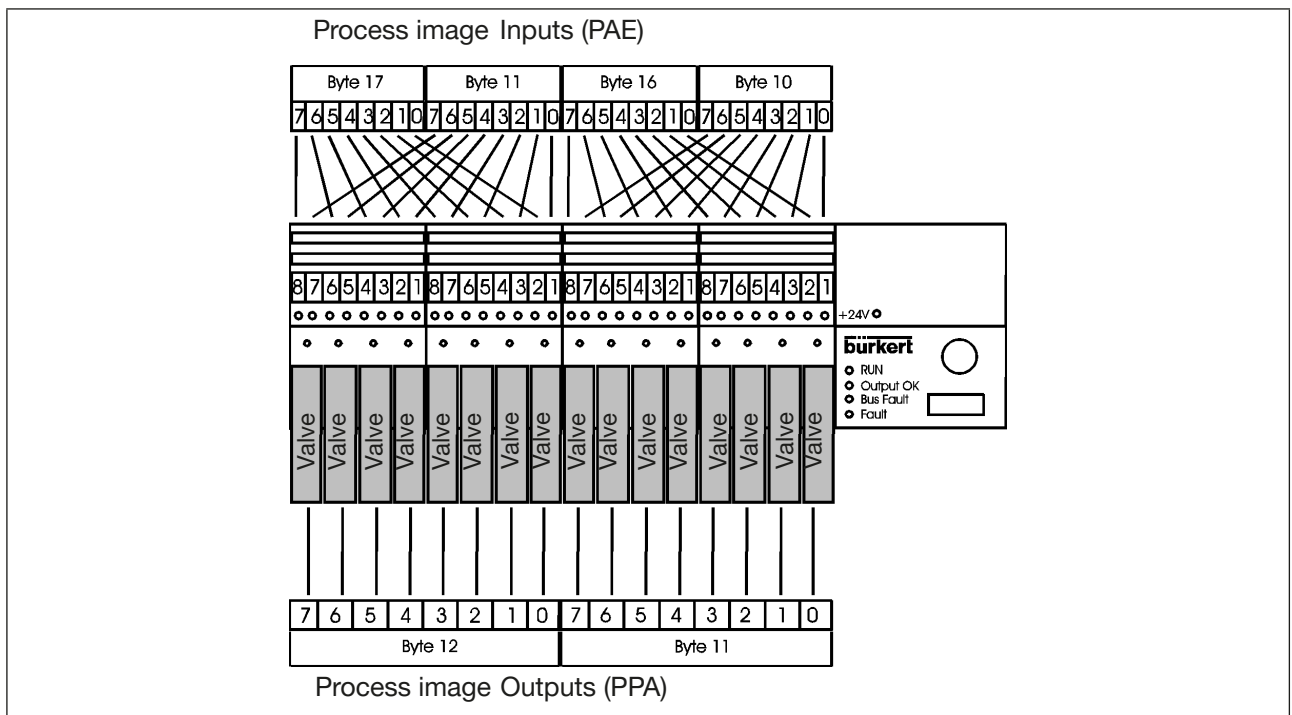 Process image Inputs (PAE)
Byte 17 Byte 11 Byte 16 Byte 10
7 6 5 4 3 2 1 0 7 6 5 4 3 2 1 0 7 6 5 4 3 2 1 0 7 6 5 4 3 2 1 0
8 7 6 5 4 3 2 1 8 7 6 5 4 3 2 1 8 7 6 5 4 3 2 1 8 7 6 5 4 3 2 1
+24V
bürkert
RUN
Output OK
Bus Fault
Fault
Valve Valve Valve Valve Valve Valve Valve Valve Valve Valve Valve Valve Valve Valve Valve Valve
7 6 5 4 3 2 1 0 7 6 5 4 3 2 1 0
Byte 12 Byte 11
Process image Outputs (PPA)